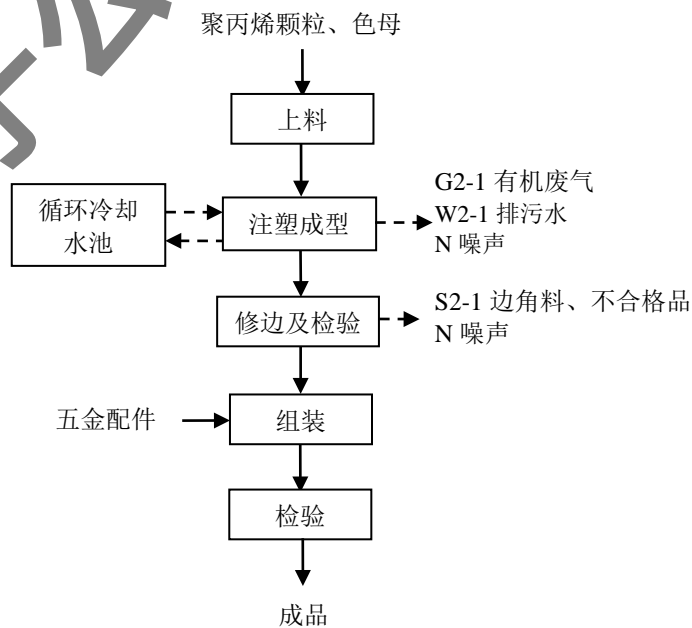 聚丙烯颗粒、色母
上料
G2-1 有机废气
W2-1 排污水
N 噪声
循环冷却
水池
注塑成型
S2-1 边角料、不合格品
N 噪声
修边及检验
五金配件
组装
检验
成品